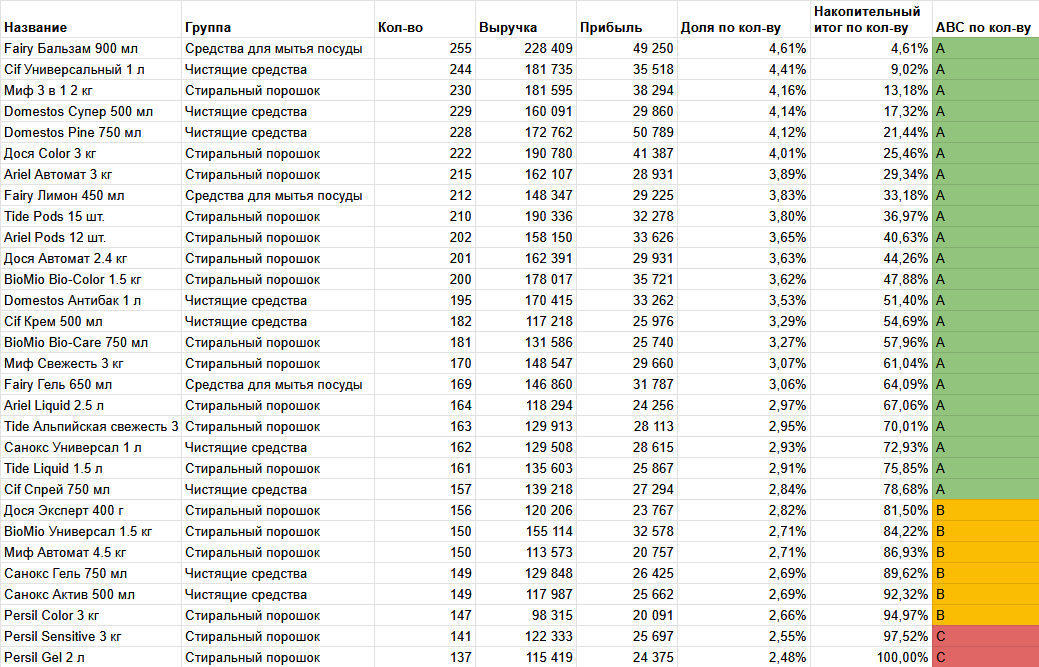 Название Группа Кол-во Выручка Прибыль Доля по кол-ву Накопительный итог по кол-ву ABC по кол-ву
Fairy Бальзам 900 мл Средства для мытья посуды 255 228 409 49 250 4,61% 4,61% A
Cif Универсальный 1 л Чистящие средства 244 181 735 35 518 4,41% 9,02% A
Миф 3 в 1 2 кг Стиральный порошок 230 181 595 38 294 4,16% 13,18% A
Domestos Супер 500 мл Чистящие средства 229 160 091 29 860 4,14% 17,32% A
Domestos Pine 750 мл Чистящие средства 228 172 762 50 789 4,12% 21,44% A
Дося Color 3 кг Стиральный порошок 222 190 780 41 387 4,01% 25,46% A
Ariel Автомат 3 кг Стиральный порошок 215 162 107 28 931 3,89% 29,34% A
Fairy Лимон 450 мл Средства для мытья посуды 212 148 347 29 225 3,83% 33,18% A
Tide Pods 15 шт. Стиральный порошок 210 190 336 32 278 3,80% 36,97% A
Ariel Pods 12 шт. Стиральный порошок 202 158 150 33 626 3,65% 40,63% A
Дося Автомат 2.4 кг Стиральный порошок 201 162 391 29 931 3,63% 44,26% A
BioMio Bio-Color 1.5 кг Стиральный порошок 200 178 017 35 721 3,62% 47,88% A
Domestos Антибак 1 л Чистящие средства 195 170 415 33 262 3,53% 51,40% A
Cif Крем 500 мл Чистящие средства 182 117 218 25 976 3,29% 54,69% A
BioMio Bio-Care 750 мл Стиральный порошок 181 131 586 25 740 3,27% 57,96% A
Миф Свежесть 3 кг Стиральный порошок 170 148 547 29 660 3,07% 61,04% A
Fairy Гель 650 мл Средства для мытья посуды 169 146 860 31 787 3,06% 64,09% A
Ariel Liquid 2.5 л Стиральный порошок 164 118 294 24 256 2,97% 67,06% A
Tide Альпийская свежесть 3 Стиральный порошок 163 129 913 28 113 2,95% 70,01% A
Санокс Универсал 1 л Чистящие средства 162 129 508 28 615 2,93% 72,93% A
Tide Liquid 1.5 л Стиральный порошок 161 135 603 25 867 2,91% 75,85% A
Cif Спрей 750 мл Чистящие средства 157 139 218 27 294 2,84% 78,68% A
Дося Эксперт 400 г Стиральный порошок 156 120 206 23 767 2,82% 81,50% B
BioMio Универсал 1.5 кг Стиральный порошок 150 155 114 32 578 2,71% 84,22% B
Миф Автомат 4.5 кг Стиральный порошок 150 113 573 20 757 2,71% 86,93% B
Санокс Гель 750 мл Чистящие средства 149 129 848 26 425 2,69% 89,62% B
Санокс Актив 500 мл Чистящие средства 149 117 987 25 662 2,69% 92,32% B
Persil Color 3 кг Стиральный порошок 147 98 315 20 091 2,66% 94,97% B
Persil Sensitive 3 кг Стиральный порошок 141 122 333 25 697 2,55% 97,52% C
Persil Gel 2 л Стиральный порошок 137 115 419 24 375 2,48% 100,00% C